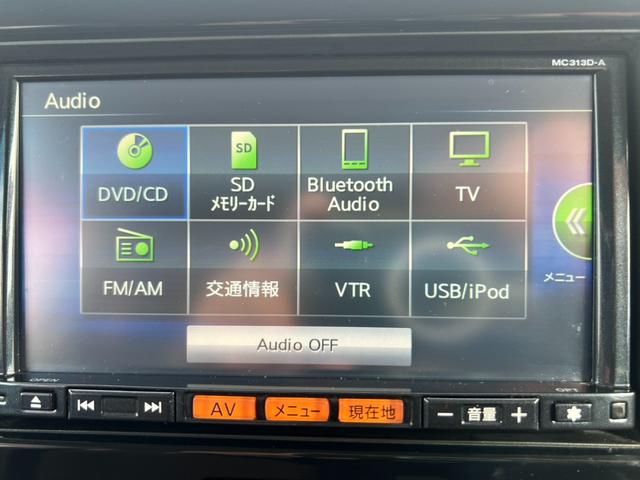 MC313D-A
Audio
SD
DVD/CD
SD
メモリーカード
Bluetooth
Audio
TV
メニュー
FM/AM
交通情報
VTR
USB/iPod
Audio OFF
OPEN
AV
メニュー
現在地
－ 音量 ＋